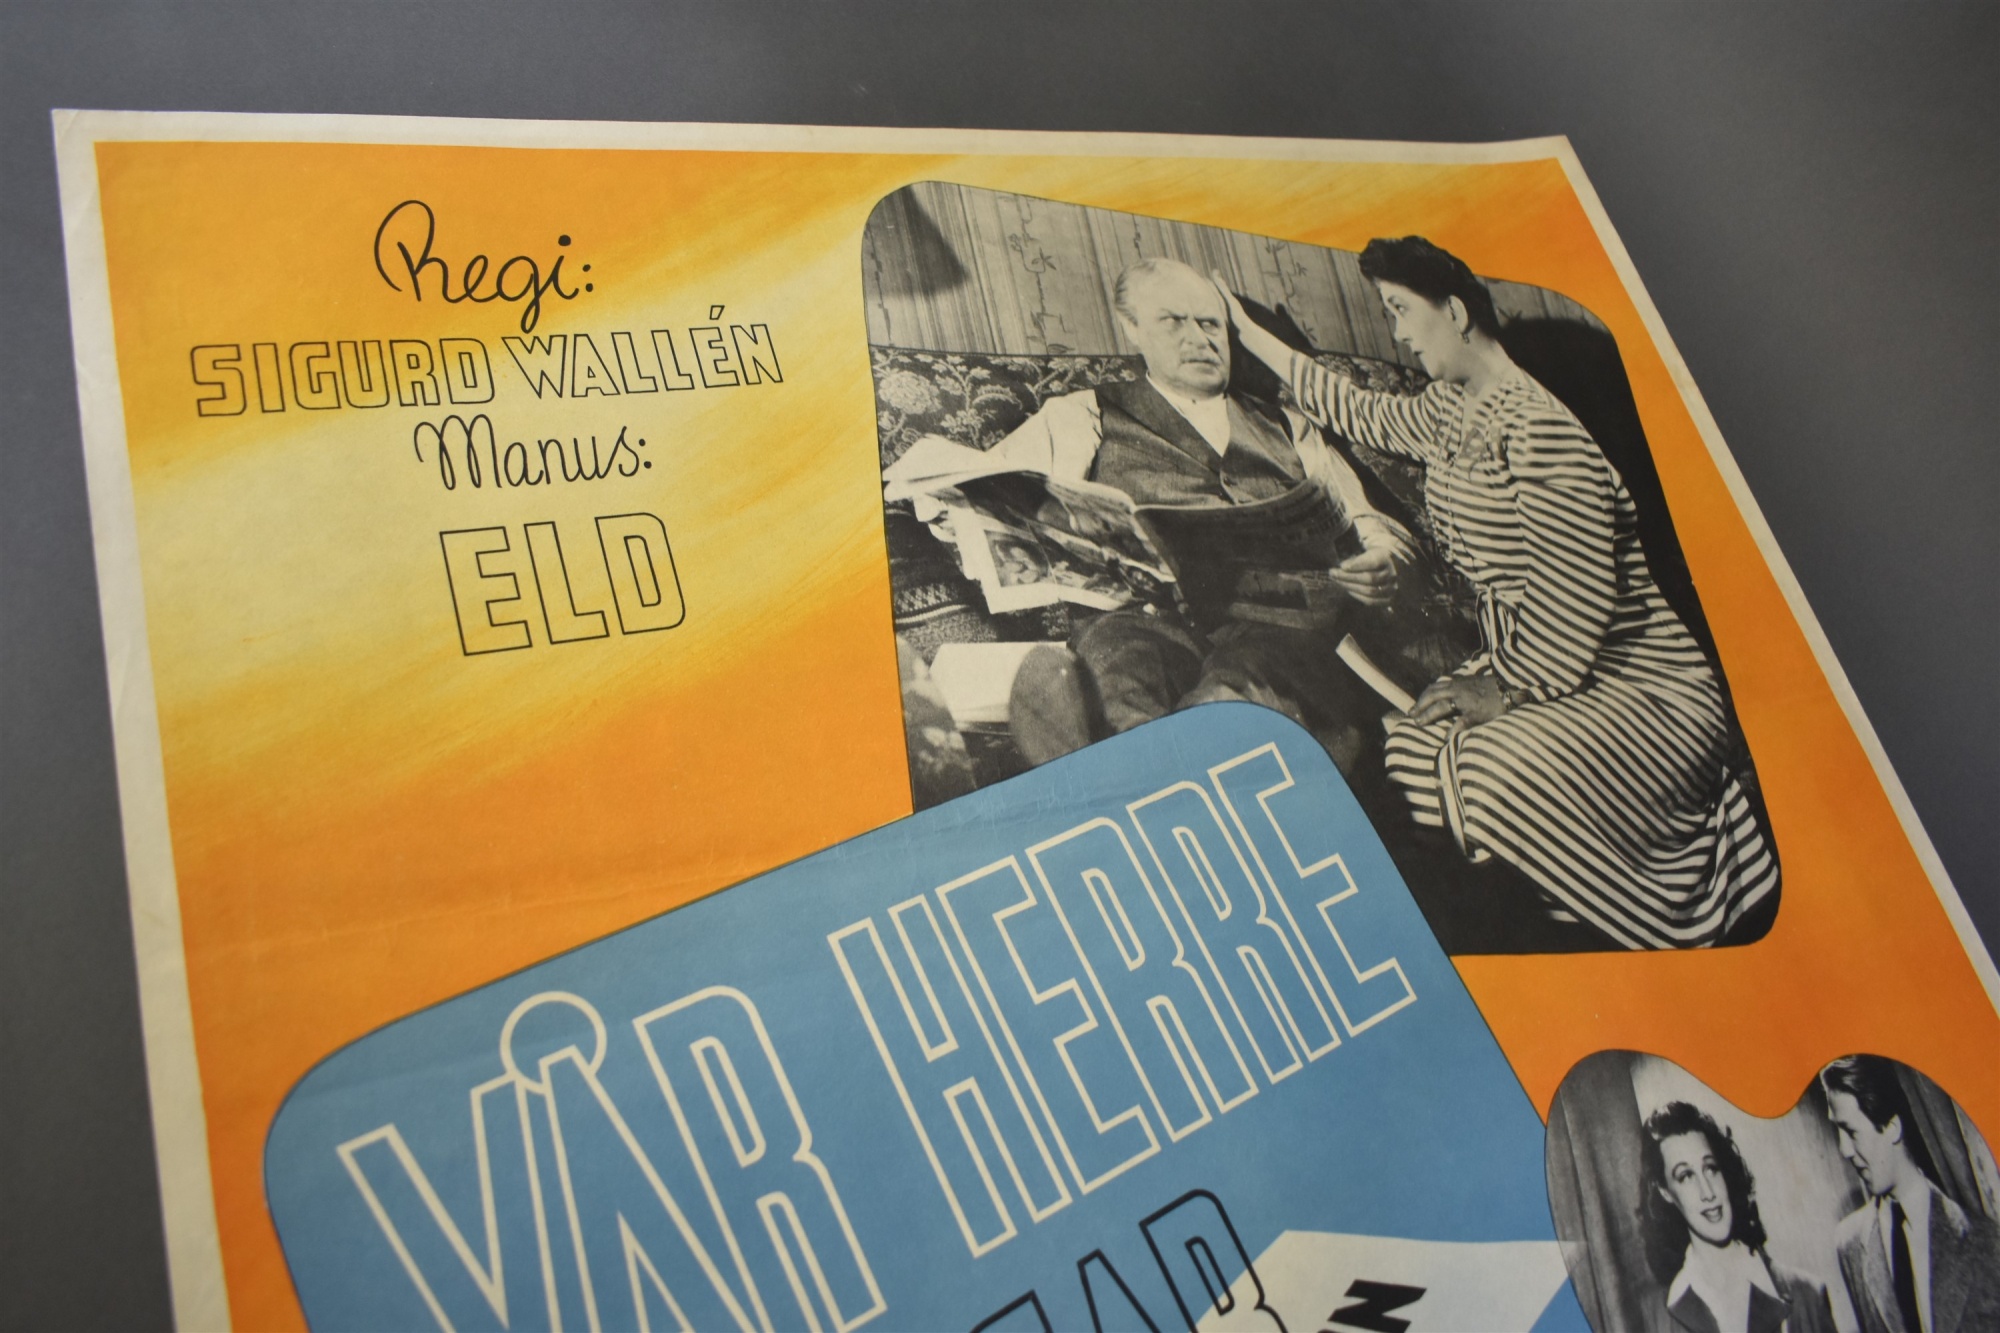 Regi:
SIGURD WALLÉN
Manus:
ELD
VÅR HERRE